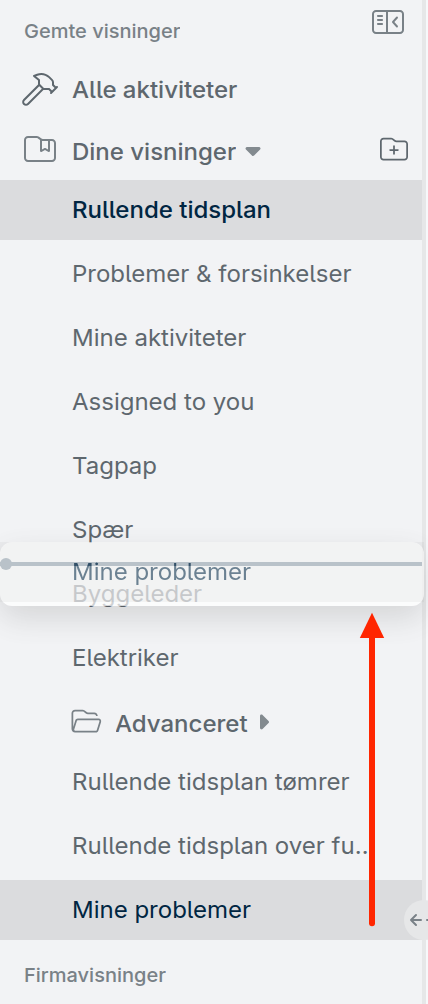 Gemte visninger
Alle aktiviteter
Dine visninger
Rullende tidsplan
Problemer & forsinkelser
Mine aktiviteter
Assigned to you
Tagpap
Spær
Mine problemer
Byggeleder
Elektriker
Advanceret
Rullende tidsplan tømrer
Rullende tidsplan over fu...
Mine problemer
Firmavisninger